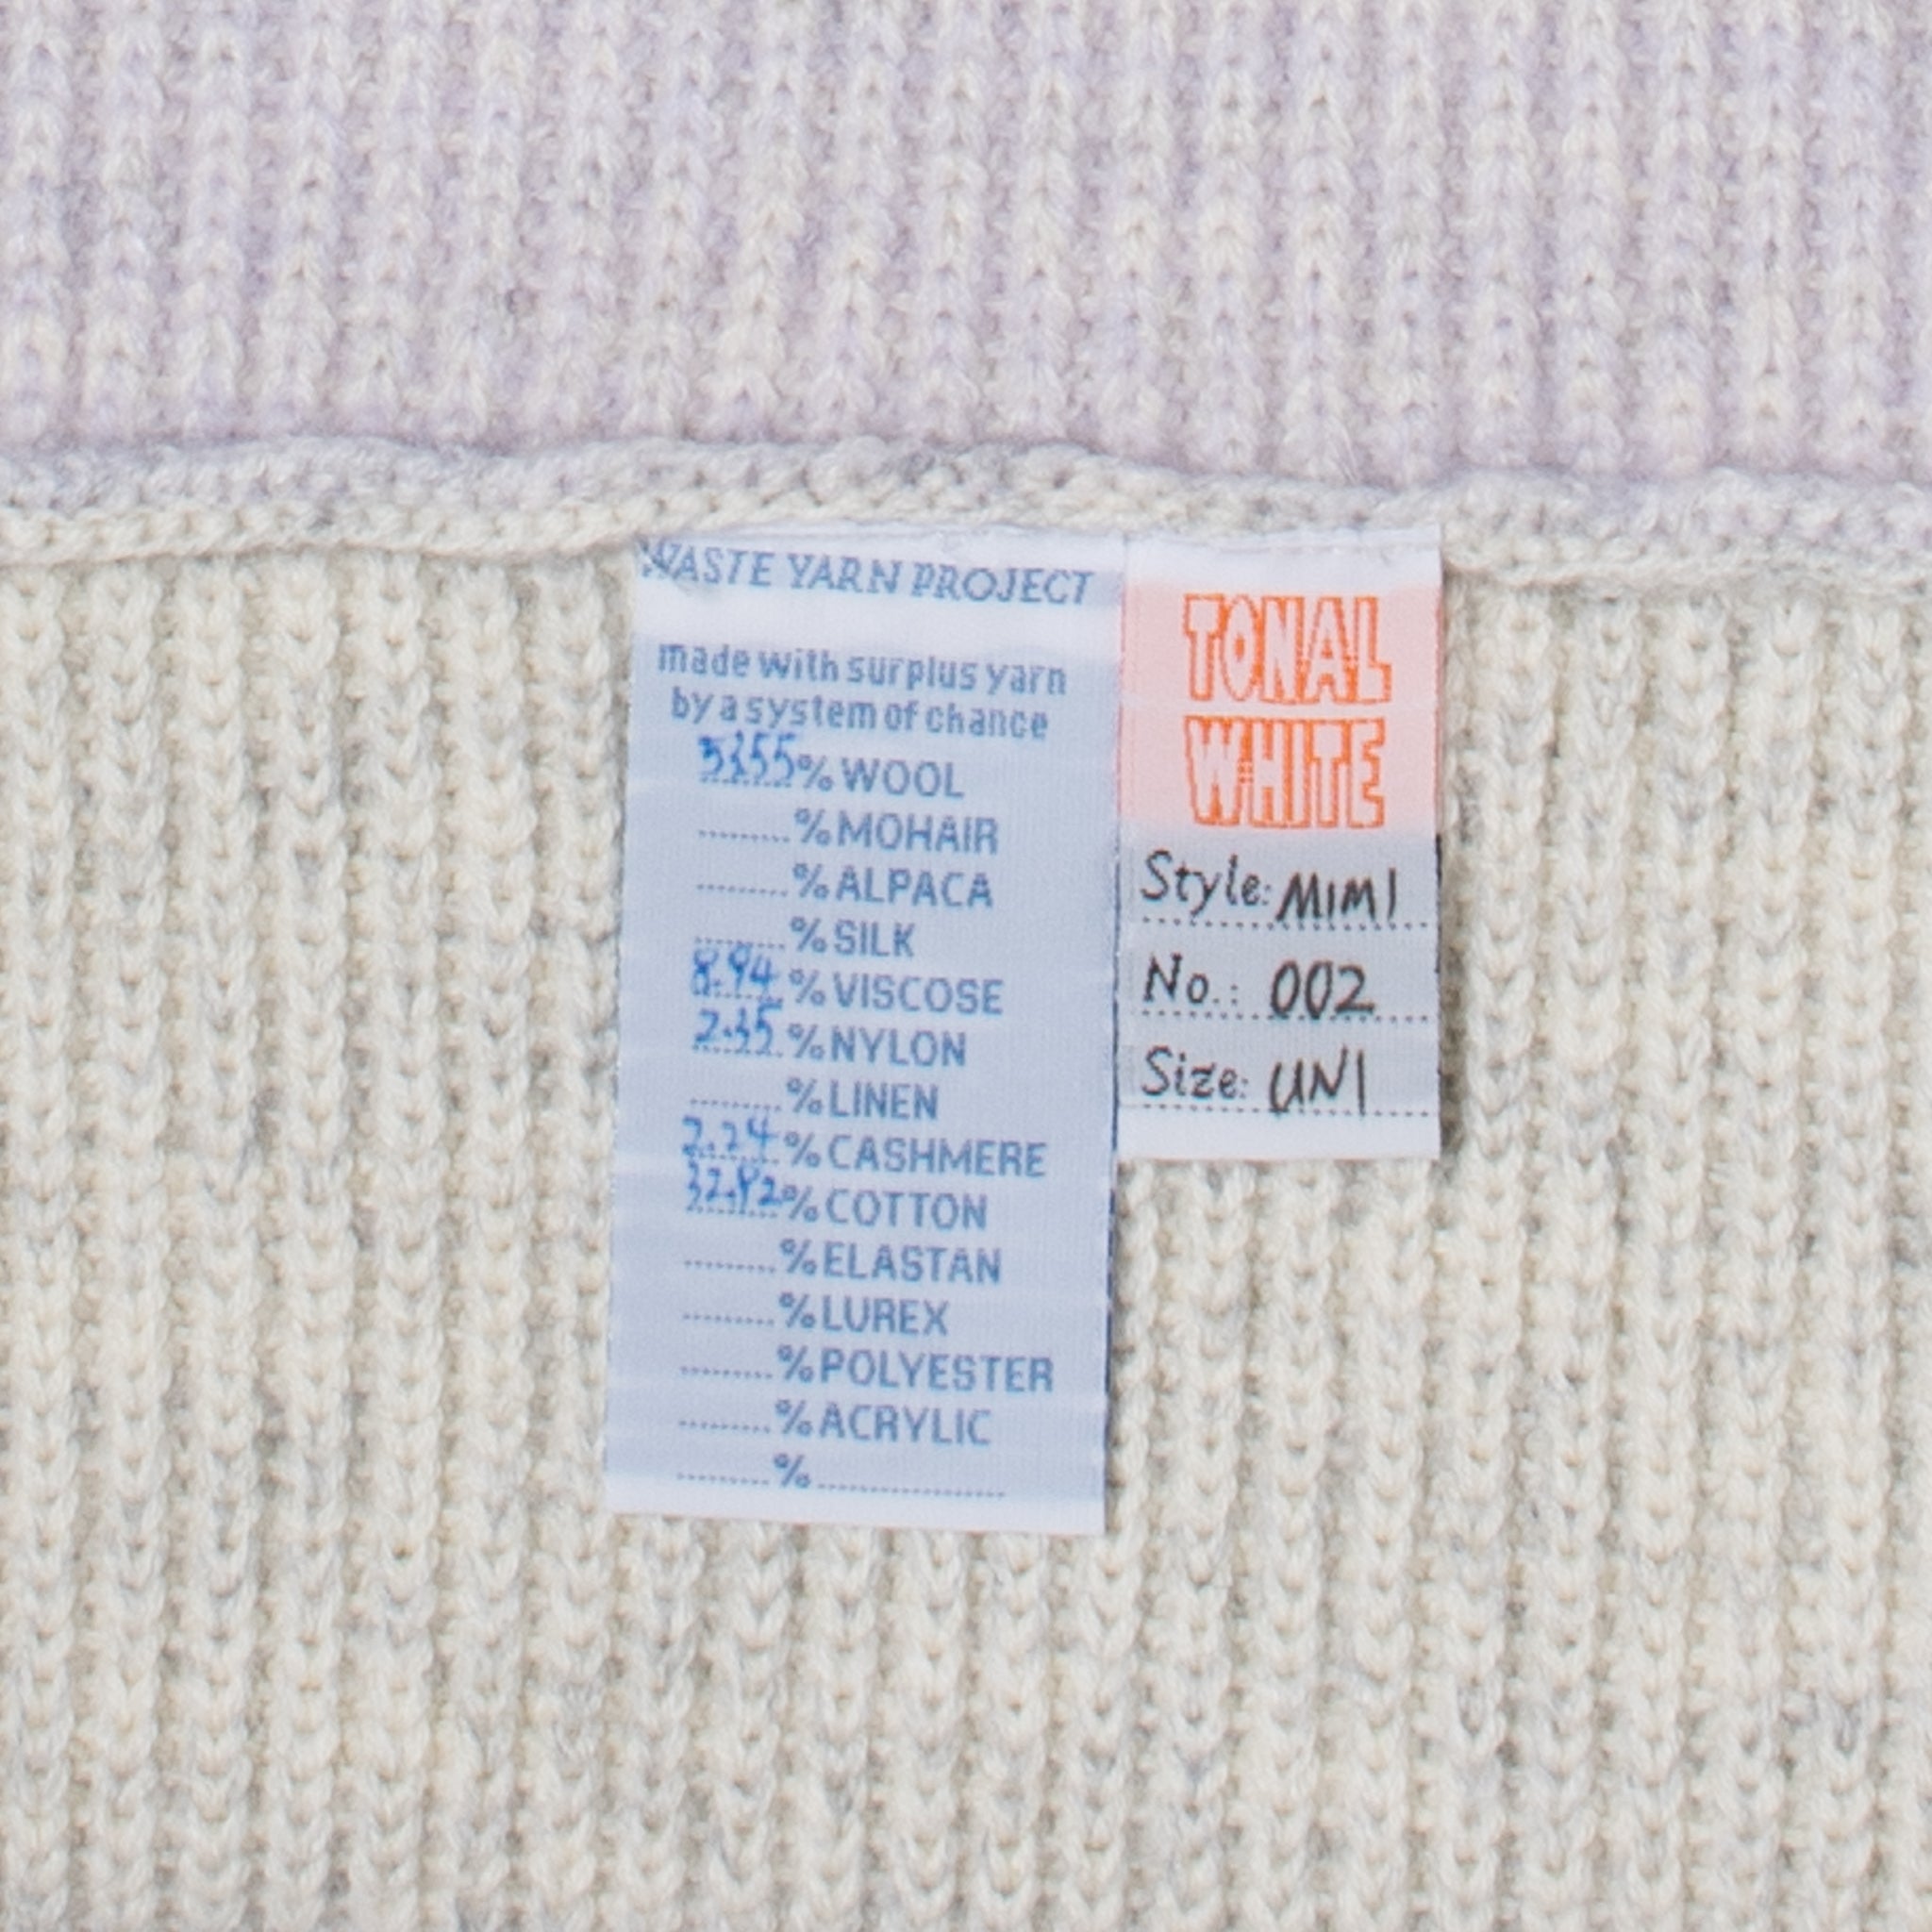 WASTE YARN PROJECT
made with surplus yarn
by a system of chance
53.55% WOOL
........% MOHAIR
........% ALPACA
........% SILK
8.94% VISCOSE
2.35% NYLON
........% LINEN
2.24% CASHMERE
32.92% COTTON
........% ELASTAN
........% LUREX
........% POLYESTER
........% ACRYLIC
........%................
TONAL
WHITE
Style: MIMI
No.: 002
Size: UNI